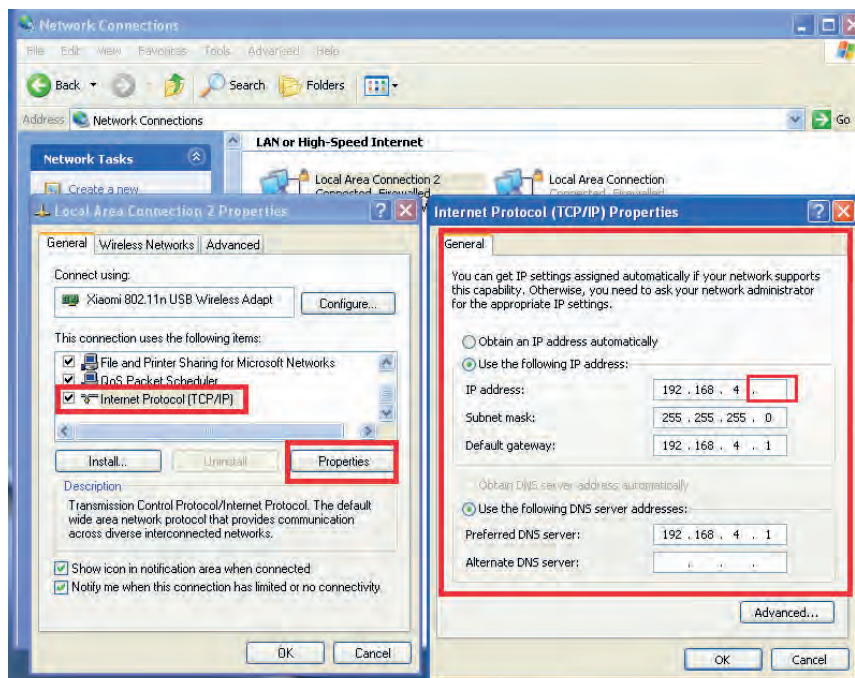 Network Connections
File Edit View Favorites Tools Advanced Help
Back Search Folders
Address Network Connections Go
Network Tasks
Create a new
LAN or High-Speed Internet
Local Area Connection 2
Connected, Firewalled
Local Area Connection
Connected, Firewalled
Local Area Connection 2 Properties
General Wireless Networks Advanced
Connect using:
Xiaomi 802.11n USB Wireless Adapt Configure...
This connection uses the following items:
File and Printer Sharing for Microsoft Networks
QoS Packet Scheduler
Internet Protocol (TCP/IP)
Install... Uninstall Properties
Description
Transmission Control Protocol/Internet Protocol. The default
wide area network protocol that provides communication
across diverse interconnected networks.
Show icon in notification area when connected
Notify me when this connection has limited or no connectivity
OK Cancel
Internet Protocol (TCP/IP) Properties
General
You can get IP settings assigned automatically if your network supports
this capability. Otherwise, you need to ask your network administrator
for the appropriate IP settings.
Obtain an IP address automatically
Use the following IP address:
IP address: 192 . 168 . 4 .
Subnet mask: 255 . 255 . 255 . 0
Default gateway: 192 . 168 . 4 . 1
Obtain DNS server address automatically
Use the following DNS server addresses:
Preferred DNS server: 192 . 168 . 4 . 1
Alternate DNS server: . . .
Advanced...
OK Cancel